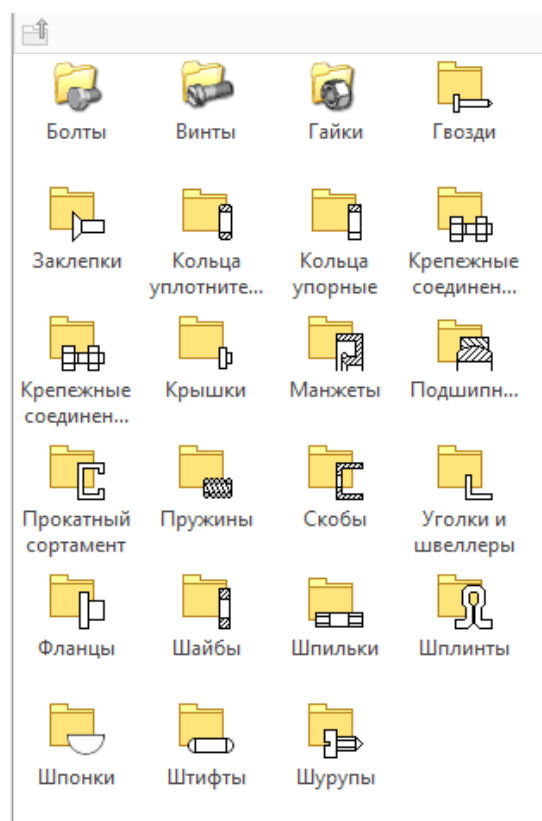 Болты Винты Гайки Гвозди
Заклепки Кольца Кольца Крепежные
уплотните... упорные соединен...
Крепежные Крышки Манжеты Подшипн...
соединен...
Прокатный Пружины Скобы Уголки и
сортамент швеллеры
Фланцы Шайбы Шпильки Шплинты
Шпонки Штифты Шурупы